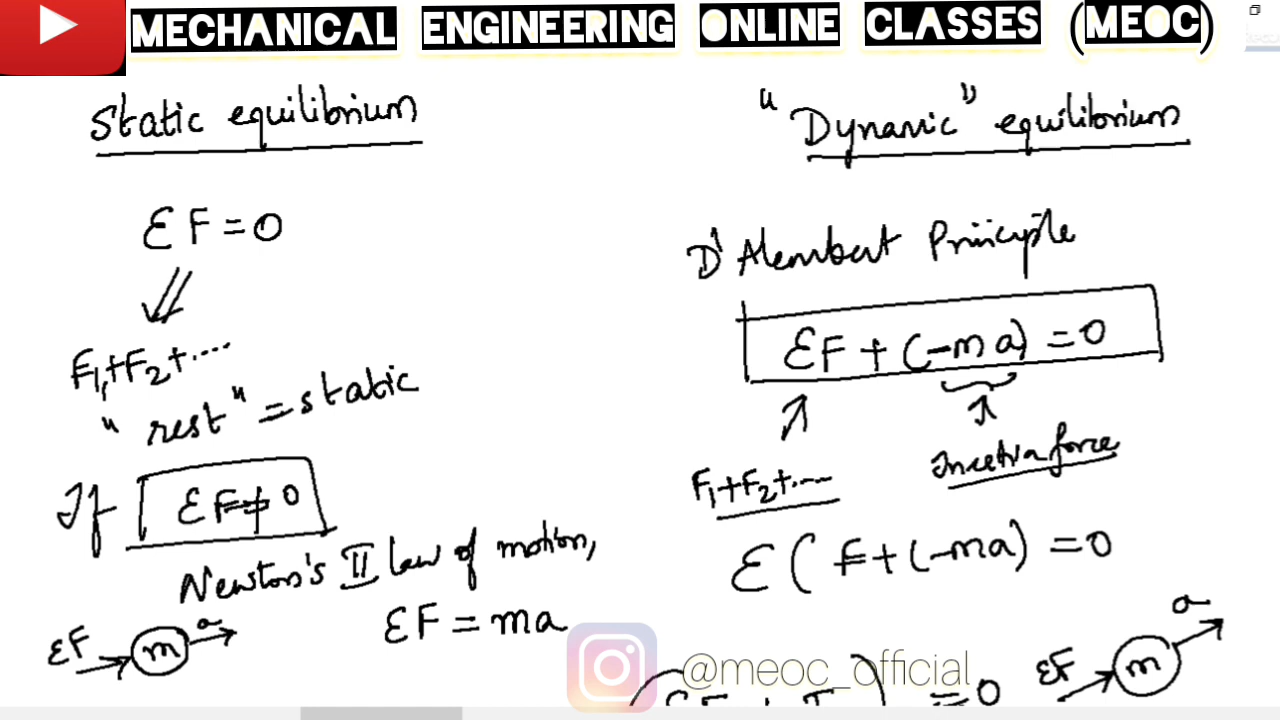 MECHANICAL ENGINEERING ONLINE CLASSES (MEOC)
Static equilibrium
ƐF = 0
F1, + F2 + ....
"rest" = static
If ƐF ≠ 0
Newton's II law of motion,
ƐF = ma
ƐF m a
"Dynamic" equilibrium
D'Alembert Principle
ƐF + (-ma) = 0
F1 + F2 + ....
Inertia force
Ɛ(F + (-ma) = 0
ƐF m a
= 0
@meoc_official